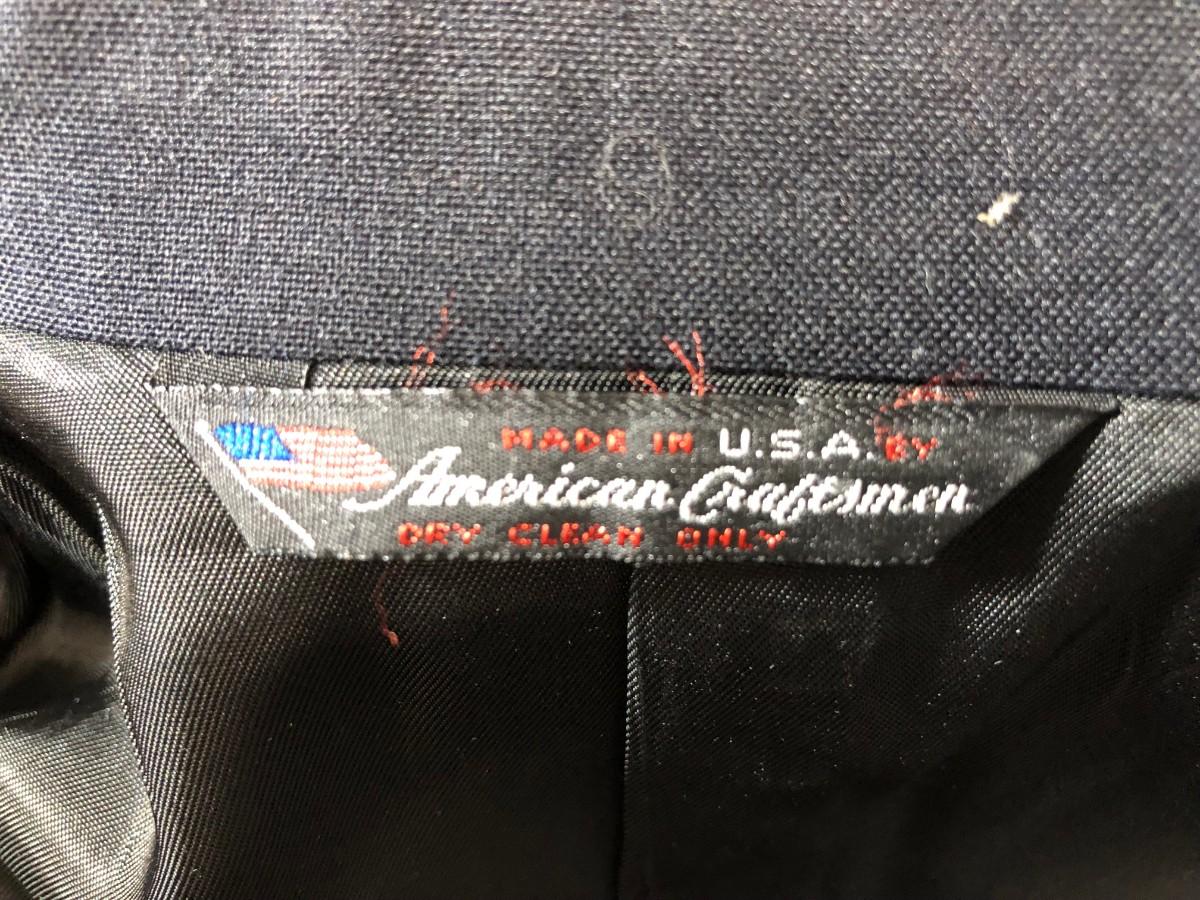 MADE IN U.S.A. BY
American Craftsmen
DRY CLEAN ONLY